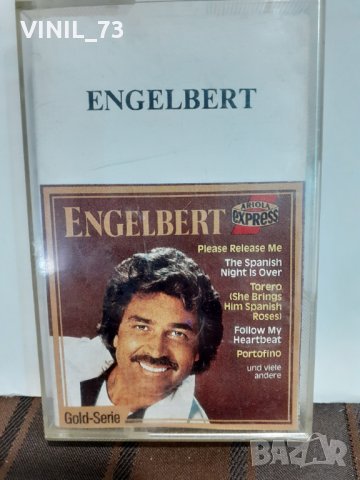 VINIL_73
ENGELBERT
ENGELBERT
ARIOLA
express
Please Release Me
The Spanish
Night Is Over
Torero
(She Brings
Him Spanish
Roses)
Follow My
Heartbeat
Portofino
und viele
andere
Gold-Serie
BAZAR